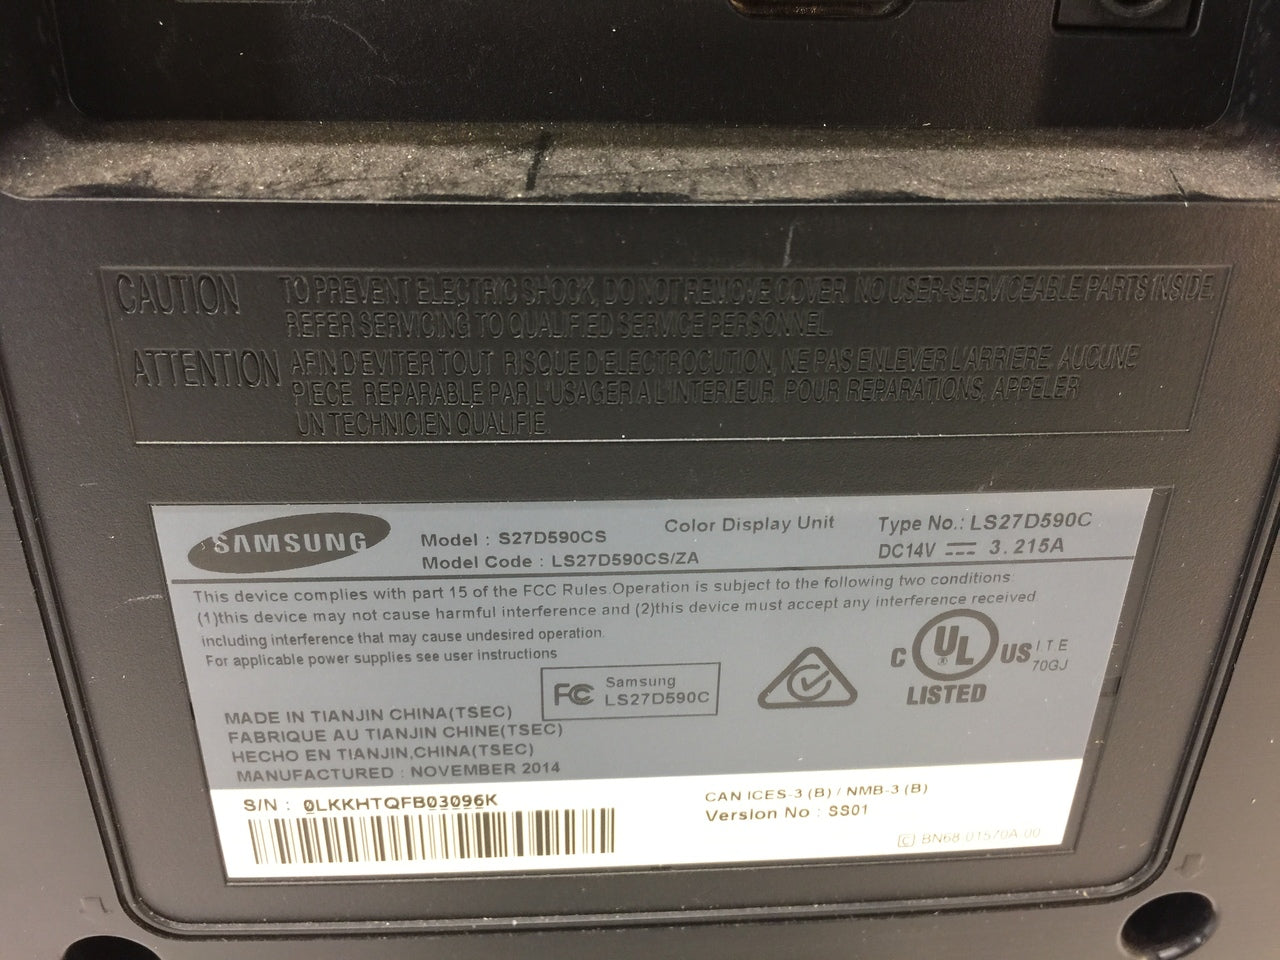 CAUTION TO PREVENT ELECTRIC SHOCK, DO NOT REMOVE COVER. NO USER-SERVICEABLE PARTS INSIDE.
REFER SERVICING TO QUALIFIED SERVICE PERSONNEL.
ATTENTION AFIN D'EVITER TOUT RISQUE D'ELECTROCUTION, NE PAS ENLEVER L'ARRIERE. AUCUNE
PIECE REPARABLE PAR L'USAGER A L'INTERIEUR. POUR REPARATIONS, APPELER
UN TECHNICIEN QUALIFIE.
SAMSUNG
Model : S27D590CS
Model Code : LS27D590CS/ZA
Color Display Unit
Type No.: LS27D590C
DC14V 3.215A
This device complies with part 15 of the FCC Rules.Operation is subject to the following two conditions:
(1)this device may not cause harmful interference and (2)this device must accept any interference received
including interference that may cause undesired operation.
For applicable power supplies see user instructions
FC Samsung
LS27D590C
C UL ® US
LISTED
I.T.E
70GJ
MADE IN TIANJIN CHINA(TSEC)
FABRIQUE AU TIANJIN CHINE(TSEC)
HECHO EN TIANJIN,CHINA(TSEC)
MANUFACTURED : NOVEMBER 2014
S/N : 0LKKHTQFB03096K
CAN ICES-3 (B) / NMB-3 (B)
Version No : SS01
C BN68-01570A-00